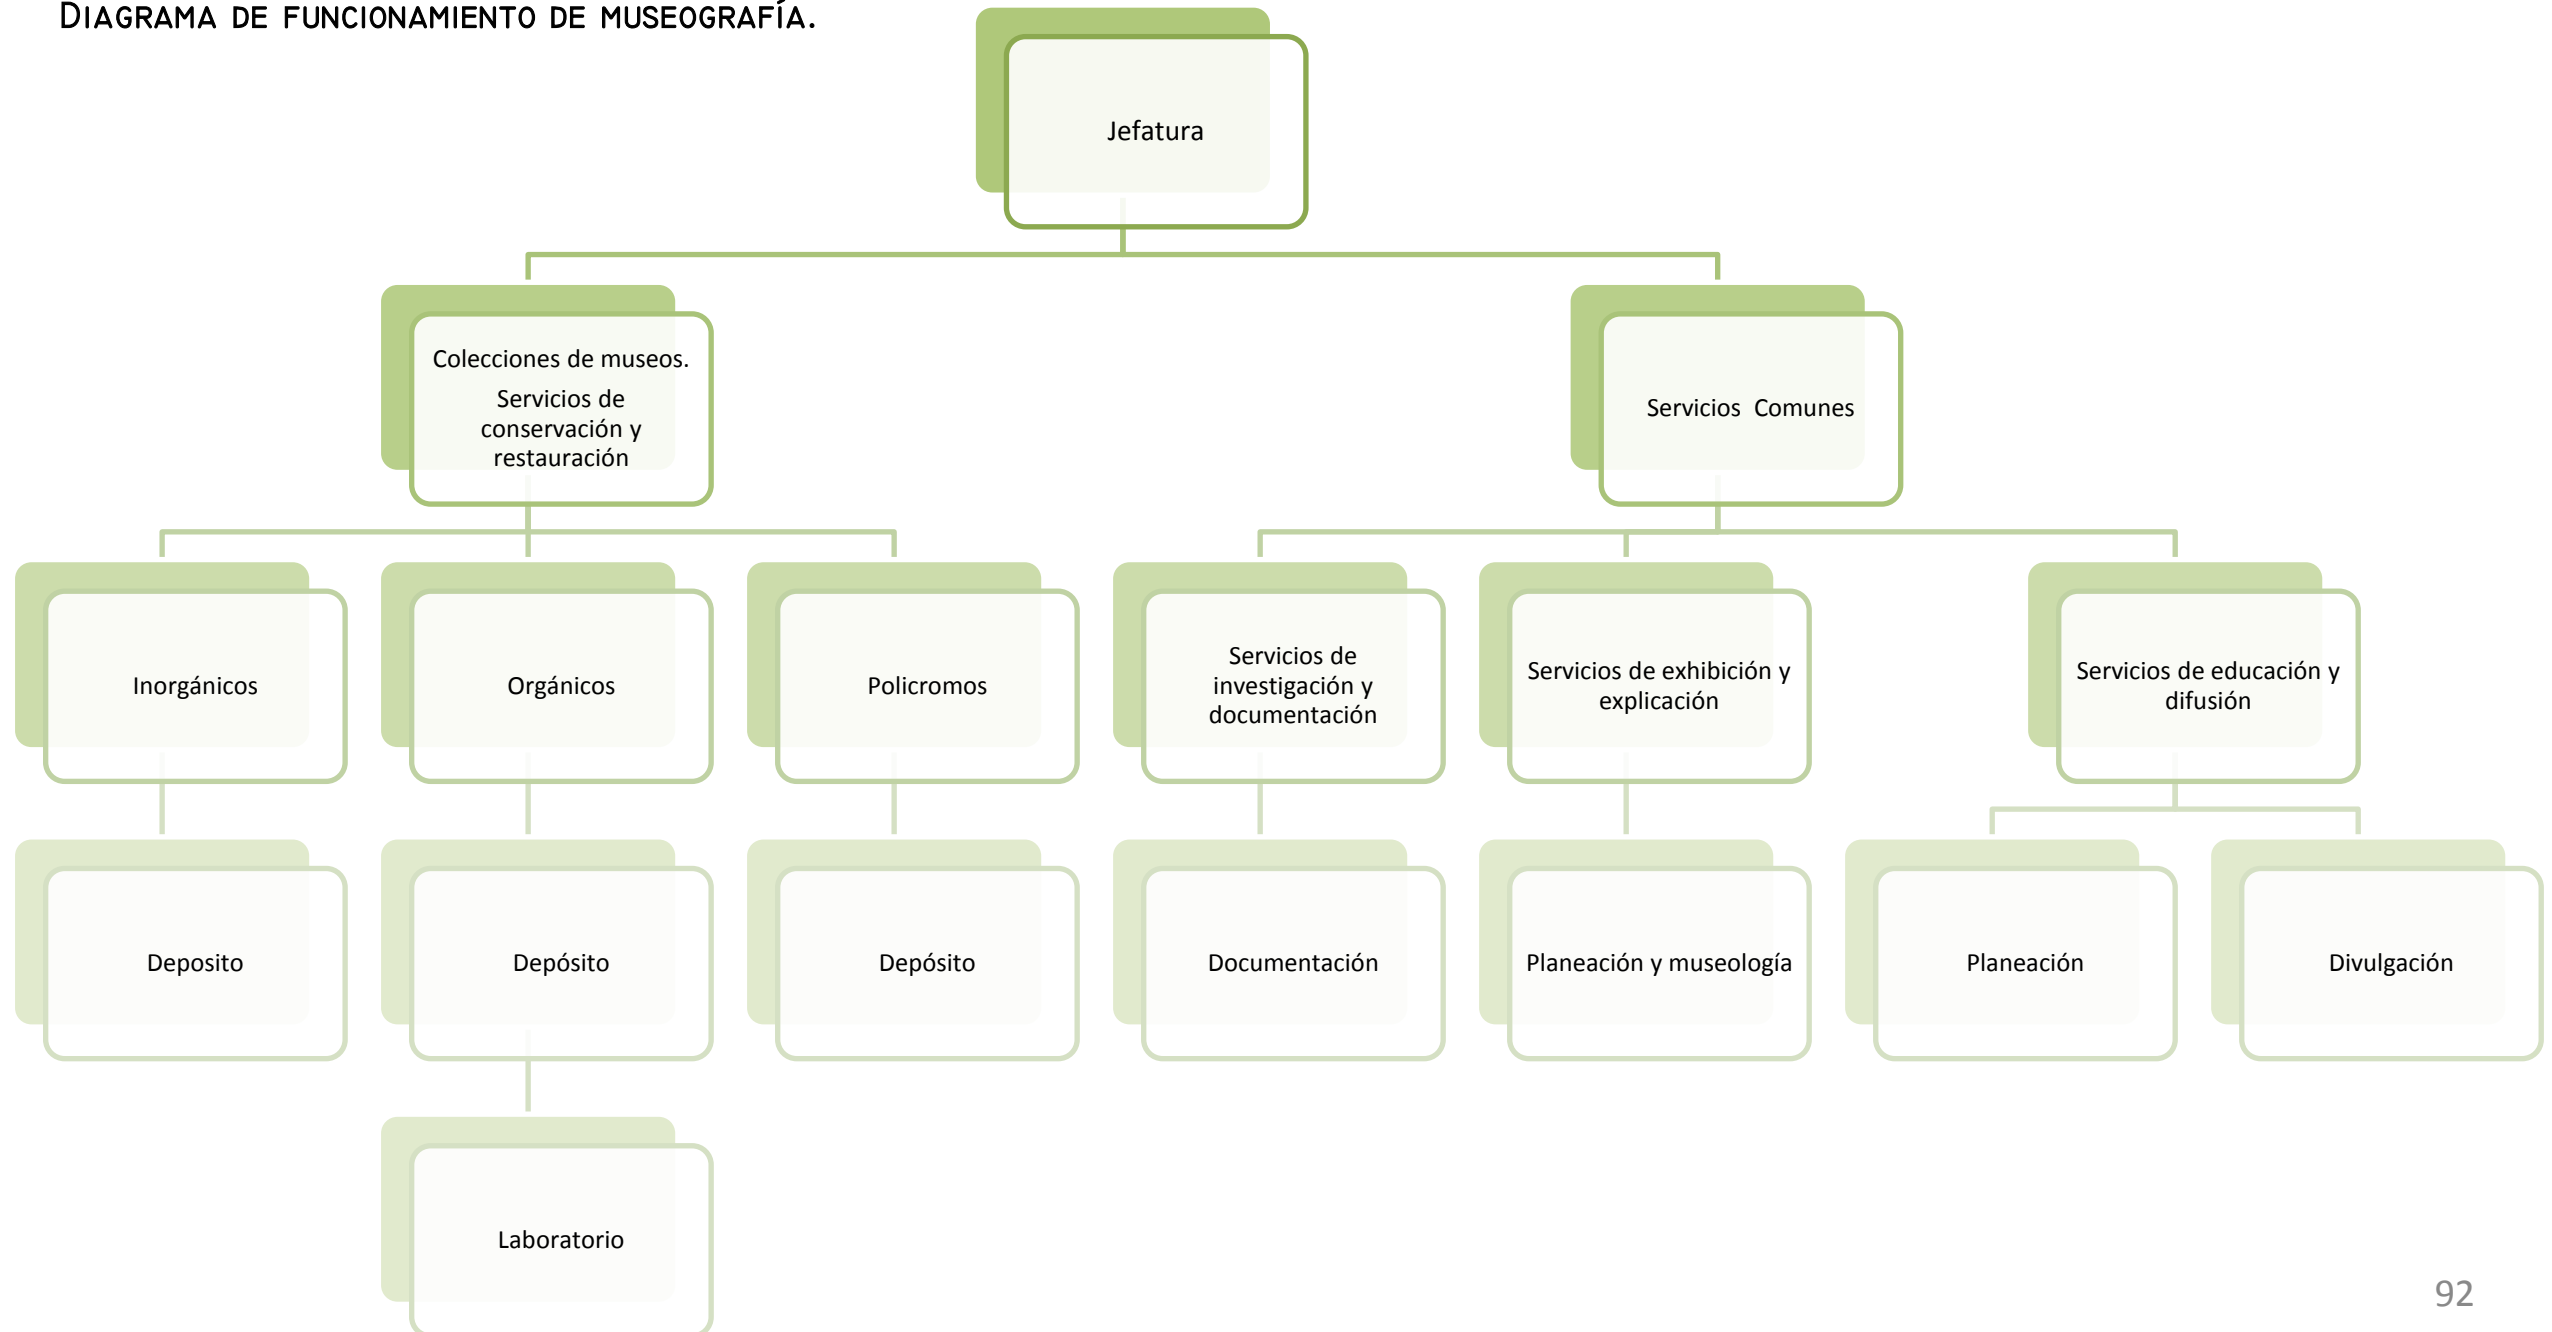 Diagrama de funcionamiento de museografía.
Jefatura
Colecciones de museos.
Servicios de
conservación y
restauración
Servicios  Comunes
Inorgánicos
Orgánicos
Policromos
Servicios de
investigación y
documentación
Servicios de exhibición y
explicación
Servicios de educación y
difusión
Deposito
Depósito
Depósito
Documentación
Planeación y museología
Planeación
Divulgación
Laboratorio
92